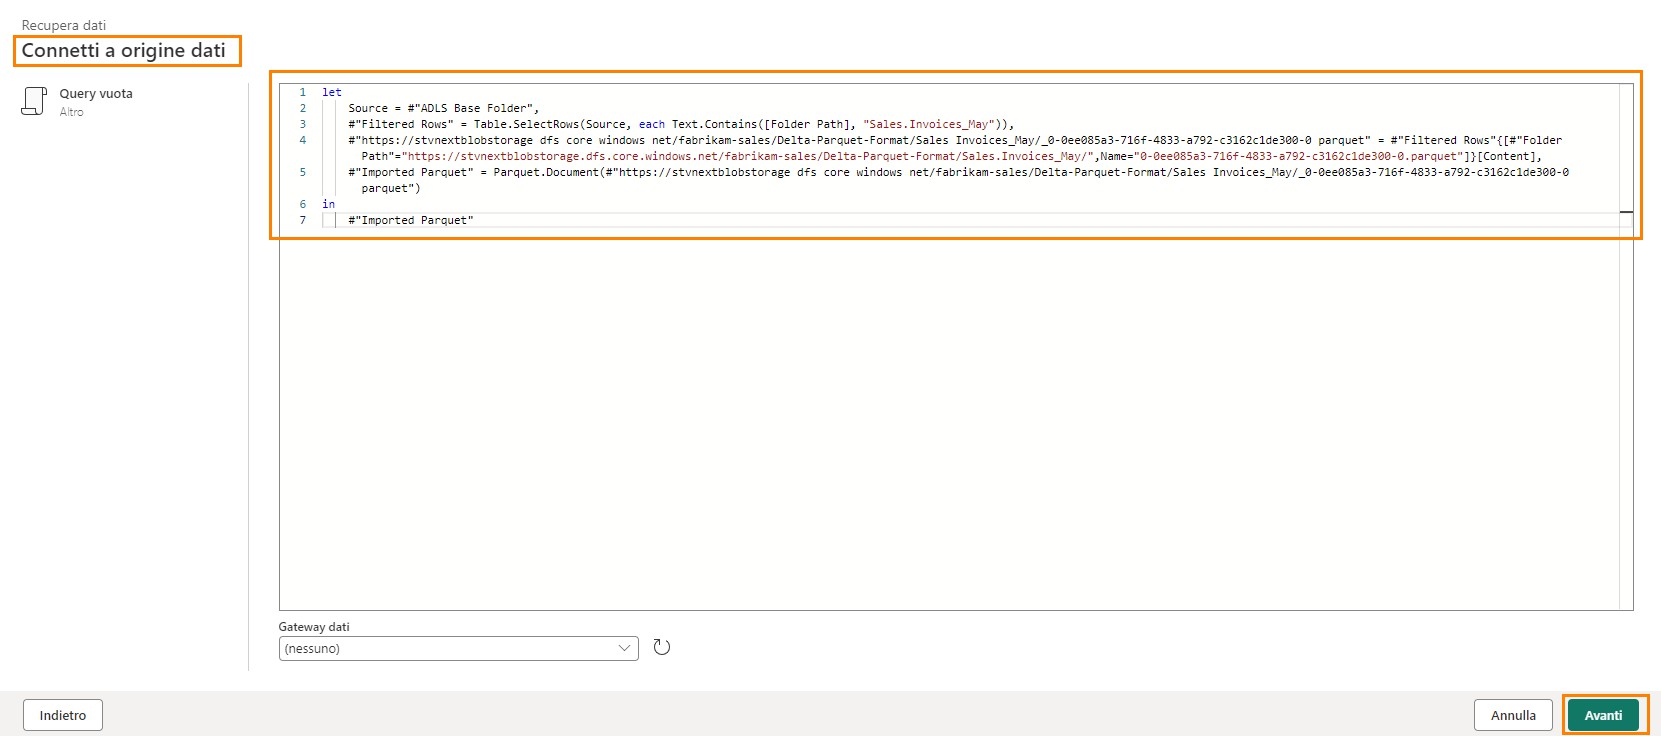 Recupera dati
Connetti a origine dati
Query vuota
Altro
1 let
2 Source = #"ADLS Base Folder",
3 #"Filtered Rows" = Table.SelectRows(Source, each Text.Contains([Folder Path], "Sales.Invoices_May")),
4 #"https://stvnextblobstorage dfs core windows net/fabrikam-sales/Delta-Parquet-Format/Sales Invoices_May/_0-0ee085a3-716f-4833-a792-c3162c1de300-0 parquet" = #"Filtered Rows"{[#"Folder
Path"="https://stvnextblobstorage.dfs.core.windows.net/fabrikam-sales/Delta-Parquet-Format/Sales.Invoices_May/",Name="0-0ee085a3-716f-4833-a792-c3162c1de300-0.parquet"]}[Content],
5 #"Imported Parquet" = Parquet.Document(#"https://stvnextblobstorage dfs core windows net/fabrikam-sales/Delta-Parquet-Format/Sales Invoices_May/_0-0ee085a3-716f-4833-a792-c3162c1de300-0
parquet")
6 in
7 #"Imported Parquet"
Gateway dati
(nessuno)
Indietro
Annulla
Avanti